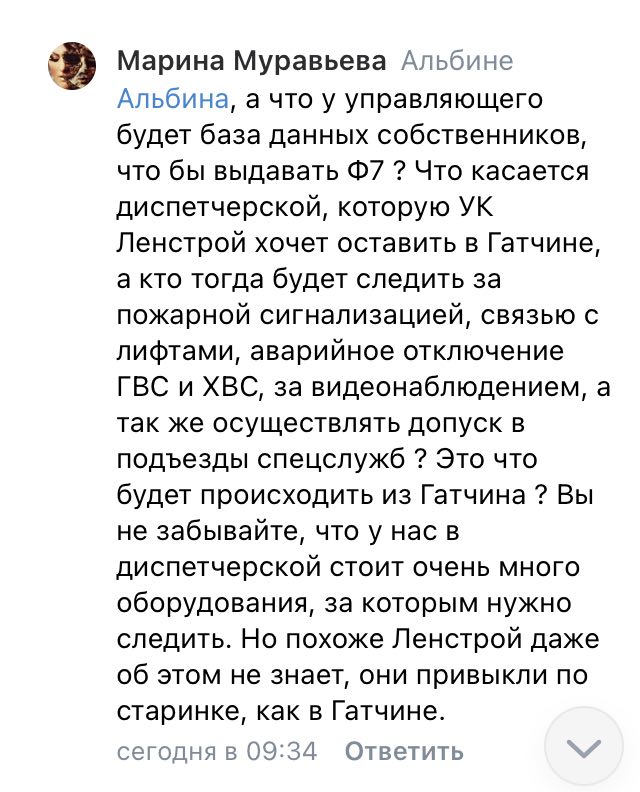 Марина Муравьева Альбине
Альбина, а что у управляющего
будет база данных собственников,
что бы выдавать Ф7 ? Что касается
диспетчерской, которую УК
Ленстрой хочет оставить в Гатчине,
а кто тогда будет следить за
пожарной сигнализацией, связью с
лифтами, аварийное отключение
ГВС и ХВС, за видеонаблюдением, а
так же осуществлять допуск в
подъезды спецслужб ? Это что
будет происходить из Гатчина ? Вы
не забывайте, что у нас в
диспетчерской стоит очень много
оборудования, за которым нужно
следить. Но похоже Ленстрой даже
об этом не знает, они привыкли по
старинке, как в Гатчине.
сегодня в 09:34 Ответить